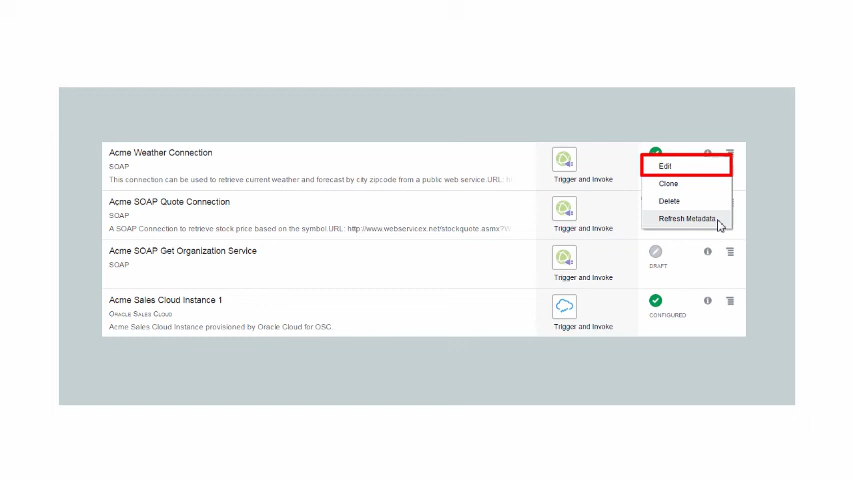 Acme Weather Connection
SOAP
This connection can be used to retrieve current weather and forecast by city zipcode from a public web service.URL:
Trigger and Invoke
Edit
Clone
Delete
Refresh Metadata
Acme SOAP Quote Connection
SOAP
A SOAP Connection to retrieve stock price based on the symbol.URL: http://www.webservicex.net/stockquote.asmx?W
Trigger and Invoke
Acme SOAP Get Organization Service
SOAP
Trigger and Invoke
DRAFT
Acme Sales Cloud Instance 1
Oracle Sales Cloud
Acme Sales Cloud Instance provisioned by Oracle Cloud for OSC.
Trigger and Invoke
CONFIGURED